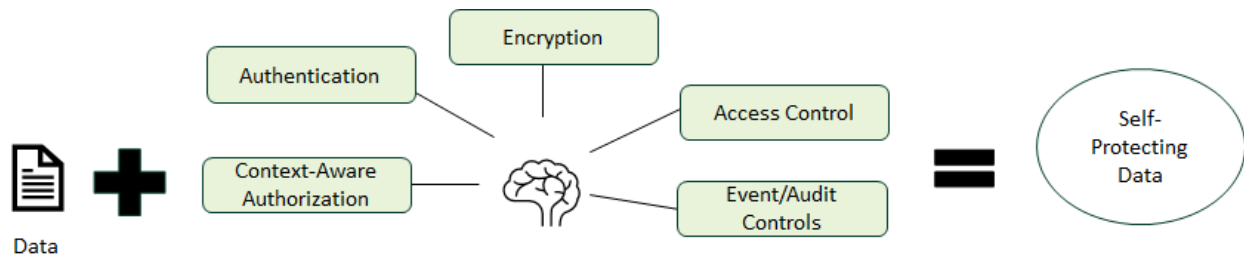 Data
Authentication
Context-Aware
Authorization
Encryption
Access Control
Event/Audit
Controls
Self-
Protecting
Data